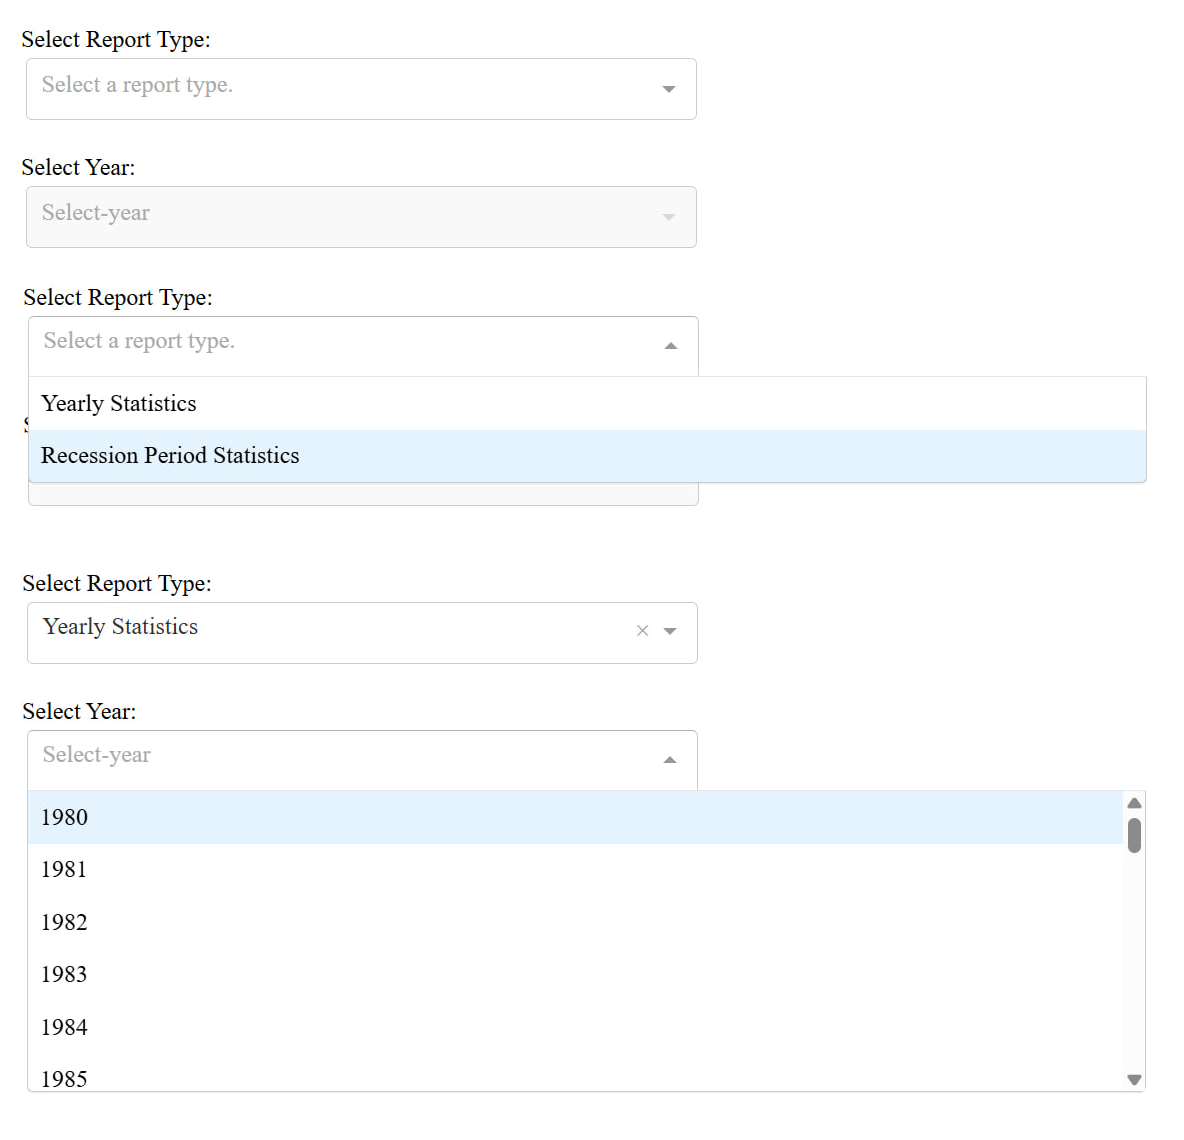 Select Report Type:
Select a report type.
Select Year:
Select-year
Select Report Type:
Select a report type.
Yearly Statistics
Recession Period Statistics
Select Report Type:
Yearly Statistics
Select Year:
Select-year
1980
1981
1982
1983
1984
1985